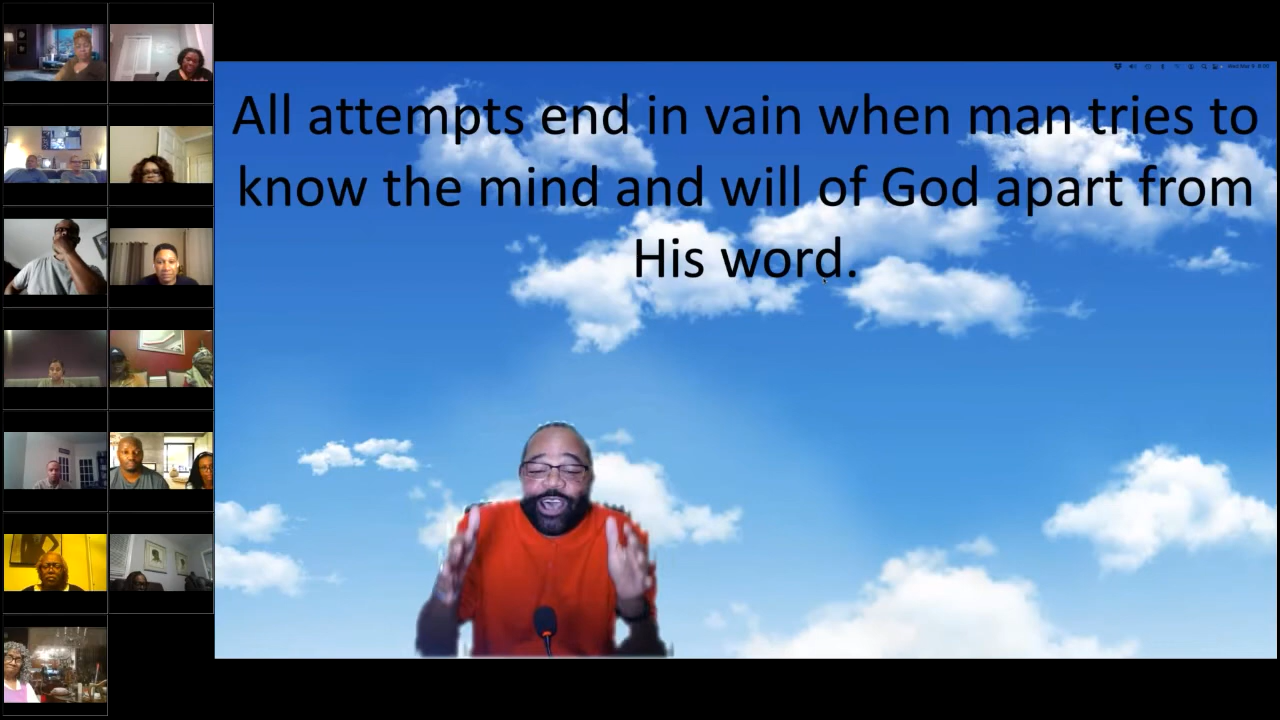 All attempts end in vain when man tries to
know the mind and will of God apart from
His word.